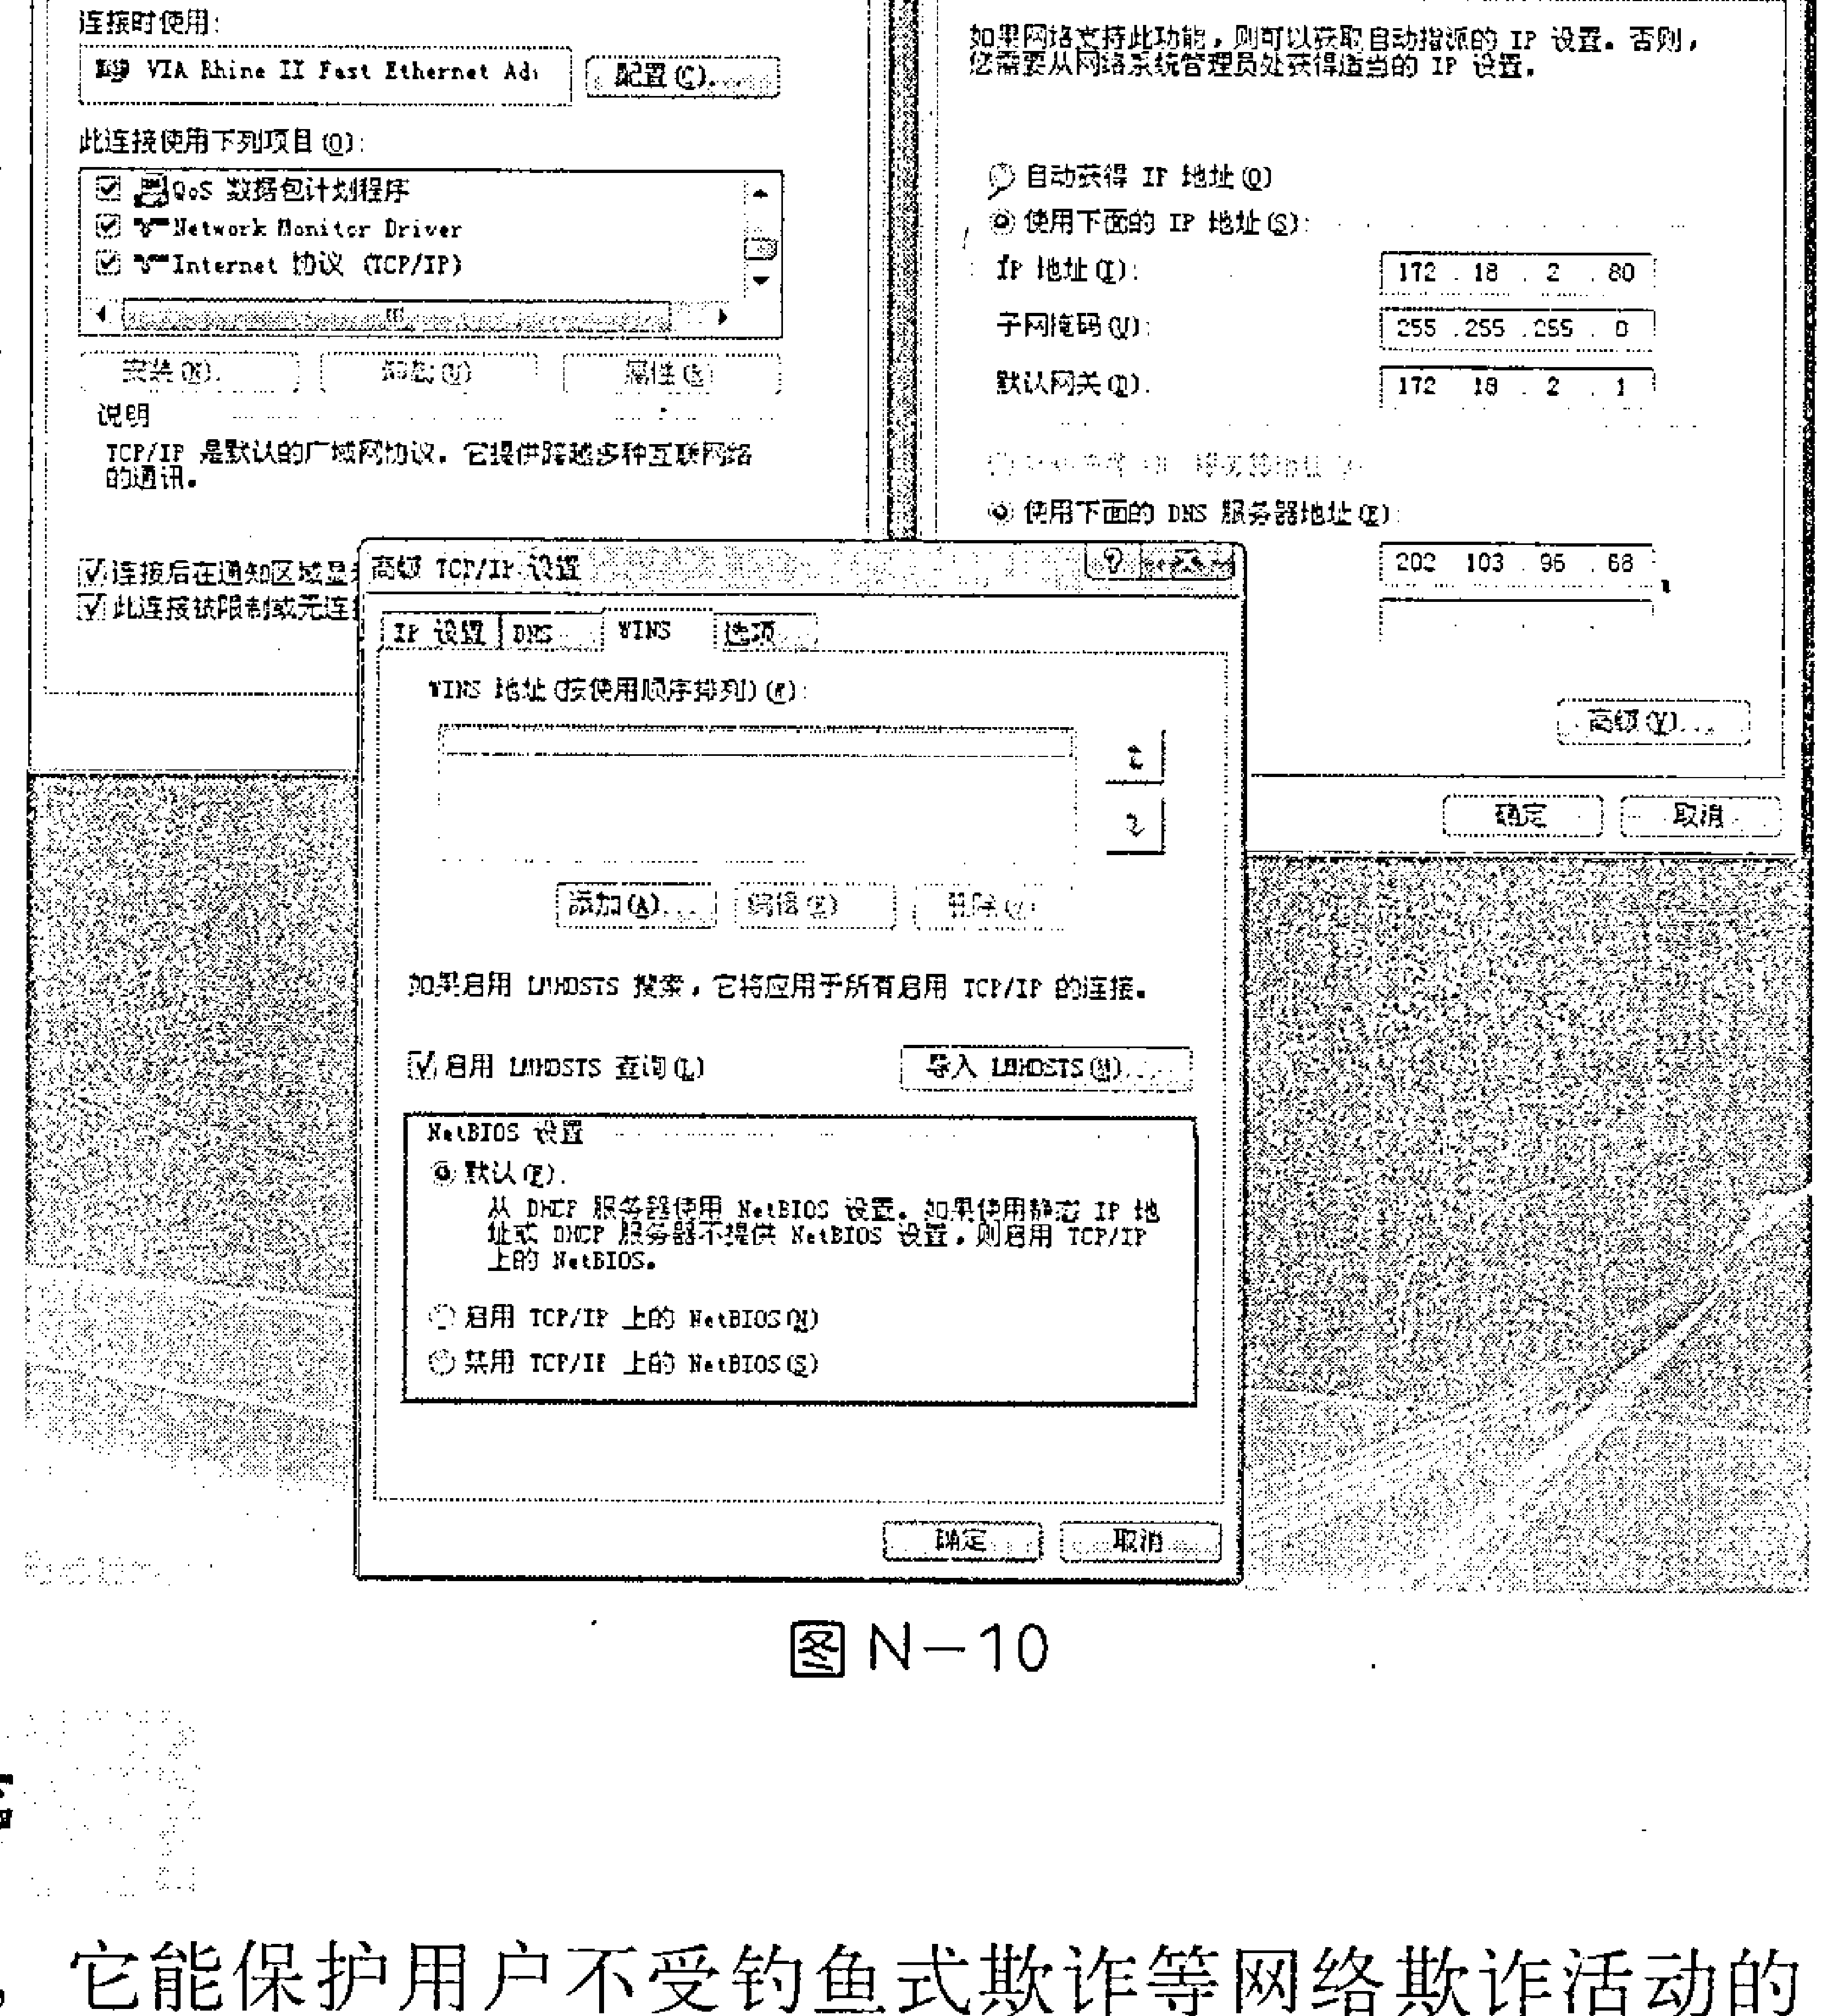 连接时使用:
VIA Rhine II Fast Ethernet Ad
配置(C)...
此连接使用下列项目(O):
QoS 数据包计划程序
Network Monitor Driver
Internet 协议 (TCP/IP)
安装(N).
卸载(U)
属性(R)
说明
TCP/IP 是默认的广域网协议。它提供跨越多种互联网络
的通讯。
连接后在通知区域显
此连接被限制或无连
如果网络支持此功能，则可以获取自动指派的 IP 设置。否则，
您需要从网络系统管理员处获得适当的 IP 设置。
自动获得 IP 地址(O)
使用下面的 IP 地址(S):
IP 地址(I):
172 . 18 . 2 . 80
子网掩码(U):
255 .255 .255 . 0
默认网关(D).
172 18 . 2 . 1
使用下面的 DNS 服务器地址(E):
202 103 . 96 . 68
高级(V)...
确定
取消
高级 TCP/IP 设置
IP 设置
DNS
WINS
选项
WINS 地址(按使用顺序排列)(W):
添加(A)...
编辑(E)
删除(V)
如果启用 LMHOSTS 搜索，它将应用于所有启用 TCP/IP 的连接。
启用 LMHOSTS 查询(L)
导入 LMHOSTS(M)...
NetBIOS 设置
默认(F).
从 DHCP 服务器使用 NetBIOS 设置。如果使用静态 IP 地
址或 DHCP 服务器不提供 NetBIOS 设置，则启用 TCP/IP
上的 NetBIOS。
启用 TCP/IP 上的 NetBIOS(N)
禁用 TCP/IP 上的 NetBIOS(S)
确定
取消
图 N-10
，它能保护用户不受钓鱼式欺诈等网络欺诈活动的